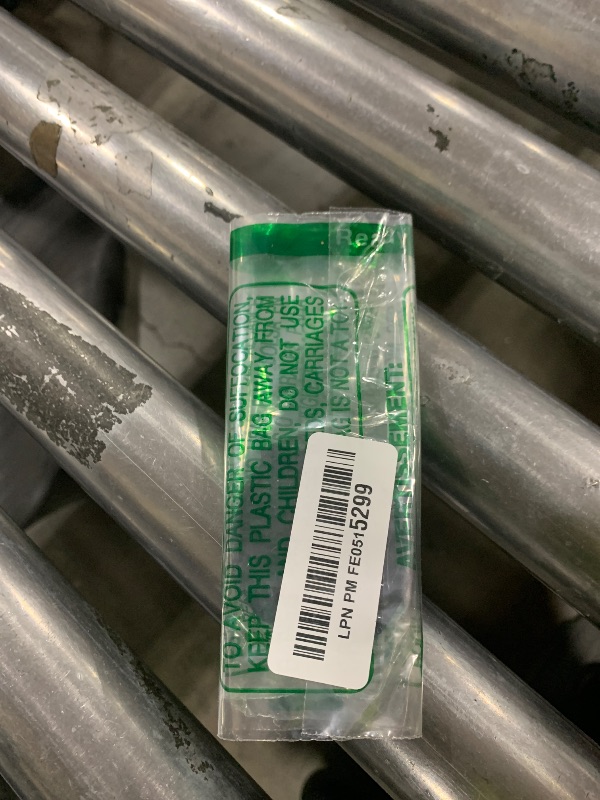 Read
TO AVOID DANGER OF SUFFOCATION,
KEEP THIS PLASTIC BAG AWAY FROM
AND CHILDREN. DO NOT USE
CARRIAGES
IS NOT A TOY
LPN PM FE0515299